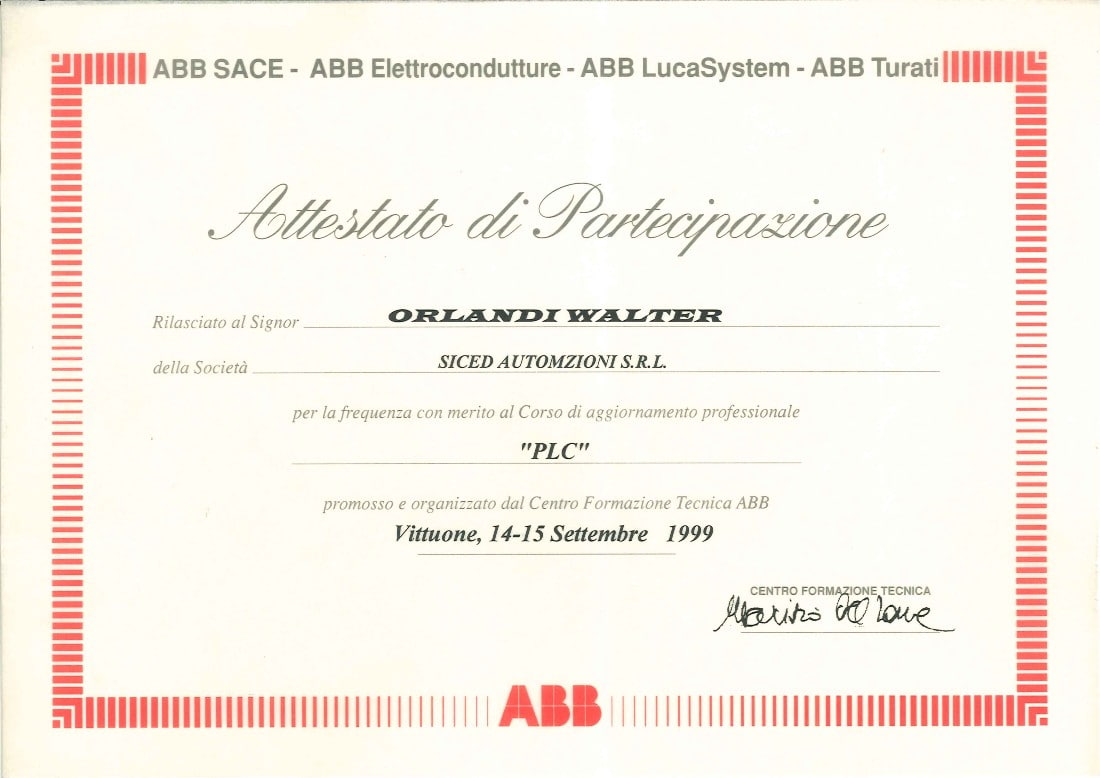 ABB SACE - ABB Elettrocondutture - ABB LucaSystem - ABB Turati
Attestato di Partecipazione
Rilasciato al Signor ORLANDI WALTER
della Società SICED AUTOMZIONI S.R.L.
per la frequenza con merito al Corso di aggiornamento professionale
"PLC"
promosso e organizzato dal Centro Formazione Tecnica ABB
Vittuone, 14-15 Settembre 1999
CENTRO FORMAZIONE TECNICA
ABB